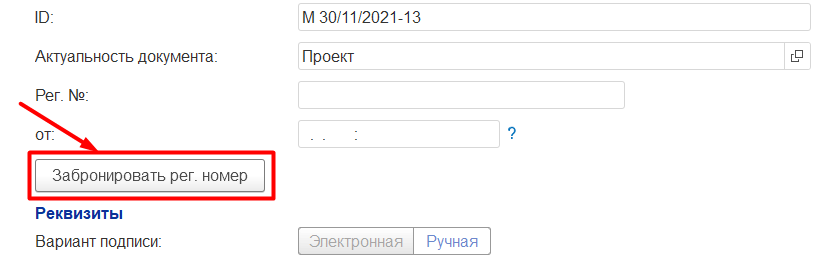 ID: М 30/11/2021-13
Актуальность документа: Проект
Рег. №:
от: . . : ?
Забронировать рег. номер
Реквизиты
Вариант подписи: Электронная Ручная